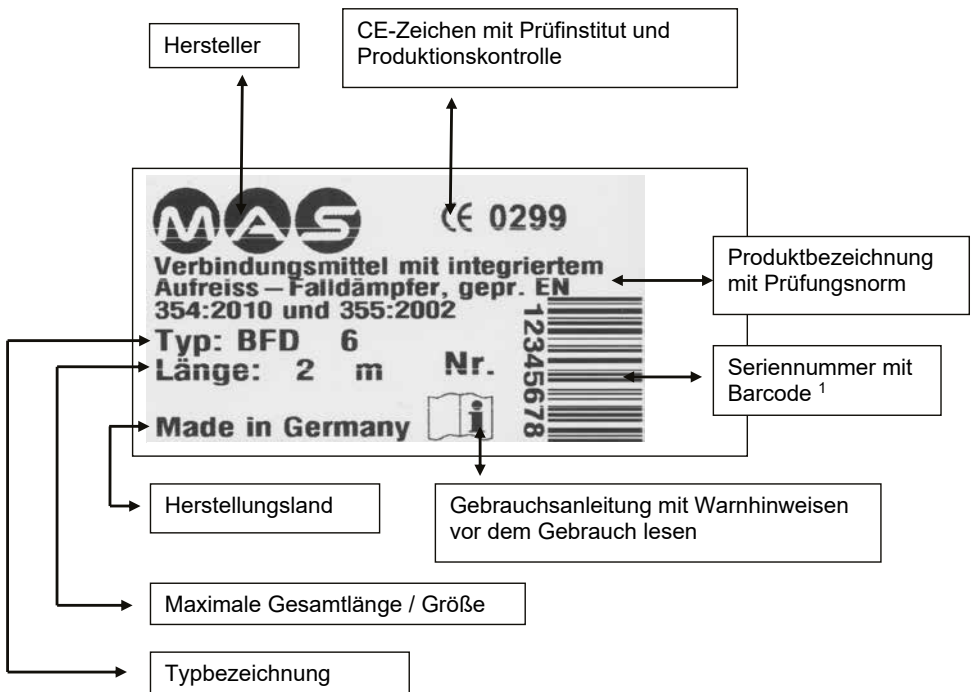 Hersteller
CE-Zeichen mit Prüfinstitut und
Produktionskontrolle
MAS
CE 0299
Verbindungsmittel mit integriertem
Aufreiss – Falldämpfer, gepr. EN
354:2010 und 355:2002
Typ: BFD 6
Länge: 2 m
Nr.
12345678
Made in Germany
i
Produktbezeichnung
mit Prüfungsnorm
Seriennummer mit
Barcode ¹
Herstellungsland
Gebrauchsanleitung mit Warnhinweisen
vor dem Gebrauch lesen
Maximale Gesamtlänge / Größe
Typbezeichnung